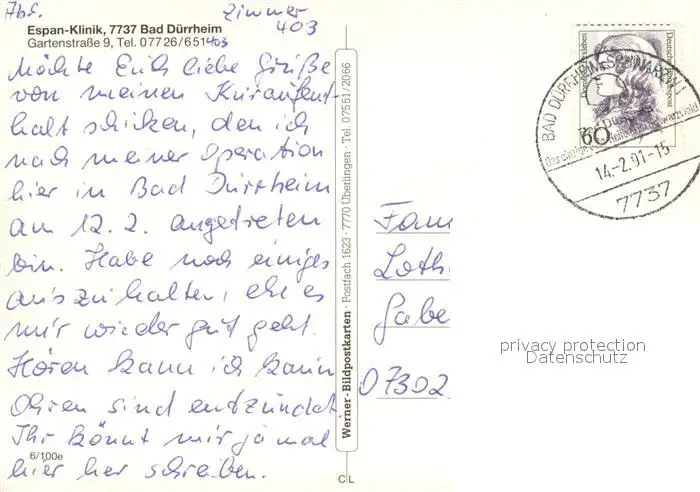 Abs. Zimmer
403
Espan-Klinik, 7737 Bad Dürrheim
Gartenstraße 9, Tel. 07726/651403
Möchte Euch liebe Grüße
von meinen Kuraufent-
halt schicken, den ich
nach meiner Operation
hier in Bad Dürrheim
am 12. 2. angetreten
bin. Habe noch einiges
auszuhalten, ehe es
mir wieder gut geht.
Hören kann ich kaum
Ohren sind entzündet.
Ihr könnt mir ja mal
hier her schreiben.
6/100e
Werner-Bildpostkarten · Postfach 1623 · 7770 Überlingen · Tel. 07551/2066
CL
Deutsche Bundespost
60
BAD DÜRRHEIM, SCHWARZW 1
14.-2.91-15
7737
Fam
Loth
Gabe
07302
privacy protection
Datenschutz